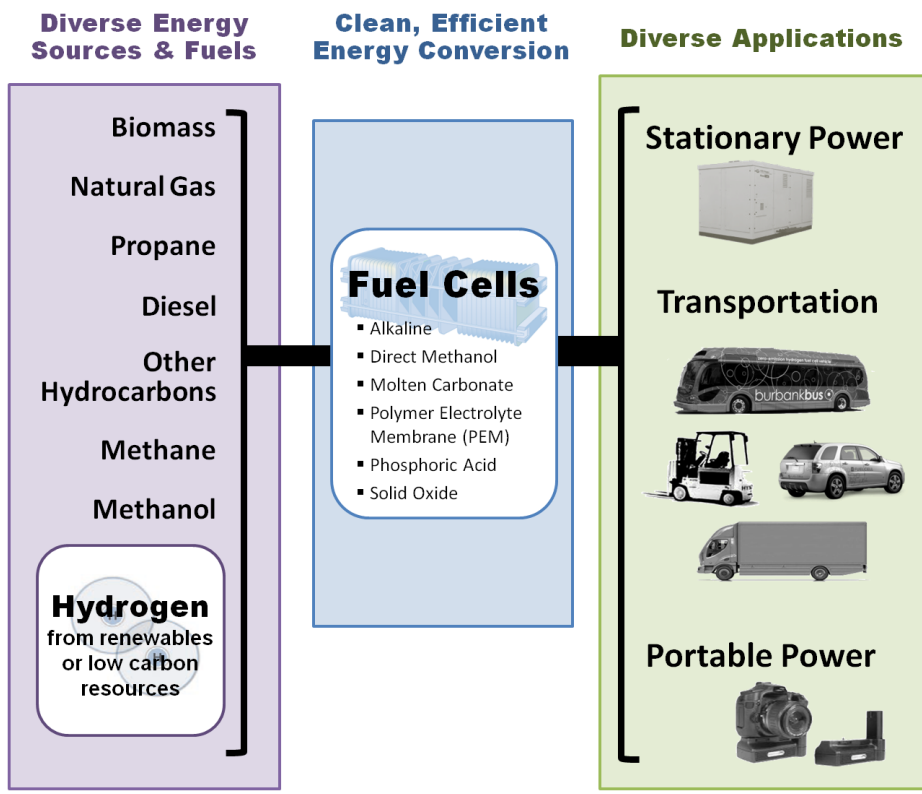 Diverse Energy
Sources & Fuels
Biomass
Natural Gas
Propane
Diesel
Other
Hydrocarbons
Methane
Methanol
Hydrogen
H
H
from renewables
or low carbon
resources
Clean, Efficient
Energy Conversion
Fuel Cells
▪ Alkaline
▪ Direct Methanol
▪ Molten Carbonate
▪ Polymer Electrolyte
Membrane (PEM)
▪ Phosphoric Acid
▪ Solid Oxide
Diverse Applications
Stationary Power
Transportation
burbankbus
Portable Power